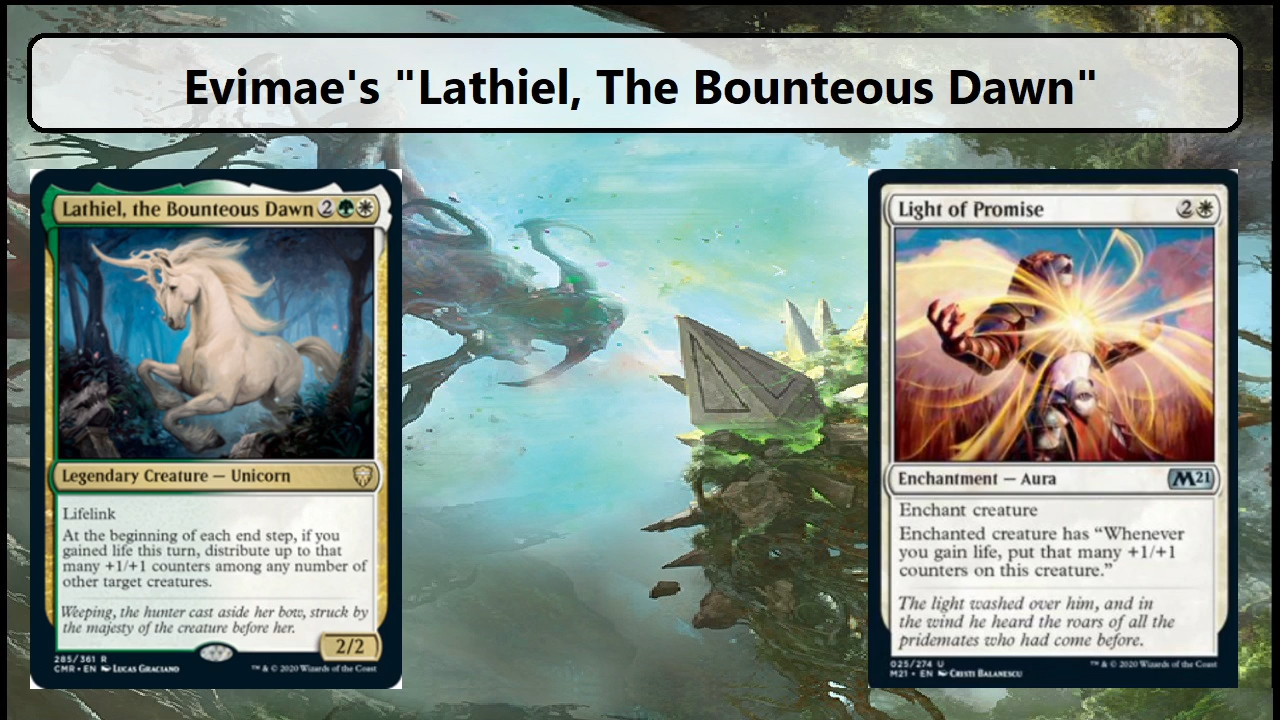 Evimae's "Lathiel, The Bounteous Dawn"
Lathiel, the Bounteous Dawn 2
Legendary Creature — Unicorn
Lifelink
At the beginning of each end step, if you
gained life this turn, distribute up to that
many +1/+1 counters among any number of
other target creatures.
Weeping, the hunter cast aside her bow, struck by
the majesty of the creature before her.
2/2
285/361 R
CMR • EN LUCAS GRACIANO
™ & © 2020 Wizards of the Coast
Light of Promise 2
Enchantment — Aura
M21
Enchant creature
Enchanted creature has “Whenever
you gain life, put that many +1/+1
counters on this creature.”
The light washed over him, and in
the wind he heard the roars of all the
pridemates who had come before.
025/274 U
M21 • EN CRISTI BALANESCU
™ & © 2020 Wizards of the Coast